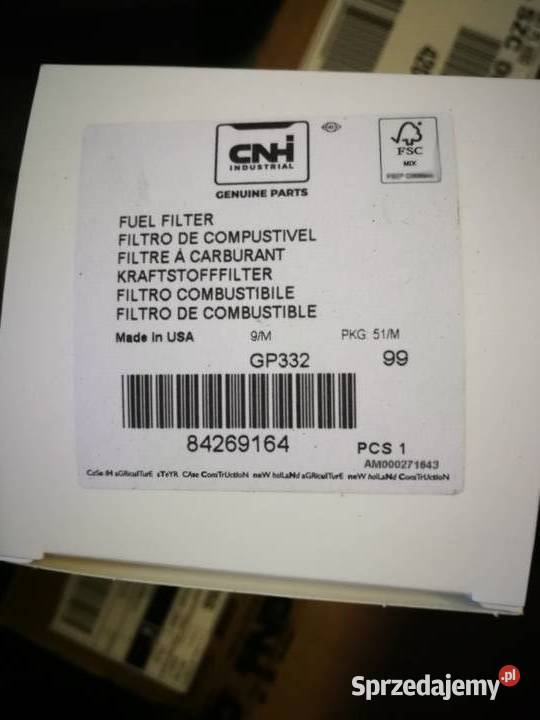 CNH
INDUSTRIAL
GENUINE PARTS
FSC
MIX
FUEL FILTER
FILTRO DE COMPUSTIVEL
FILTRE À CARBURANT
KRAFTSTOFFFILTER
FILTRO COMBUSTIBILE
FILTRO DE COMBUSTIBLE
Made in USA 9/M PKG 51/M
GP332 99
84269164 PCS 1
AM000271643
CaSe IH aGRiculturE sTeYR CAse ConsTrUctioN neW holLaNd aGRiculturE neW holLaNd ConsTrUctioN
SZC
Sprzedajemy.pl